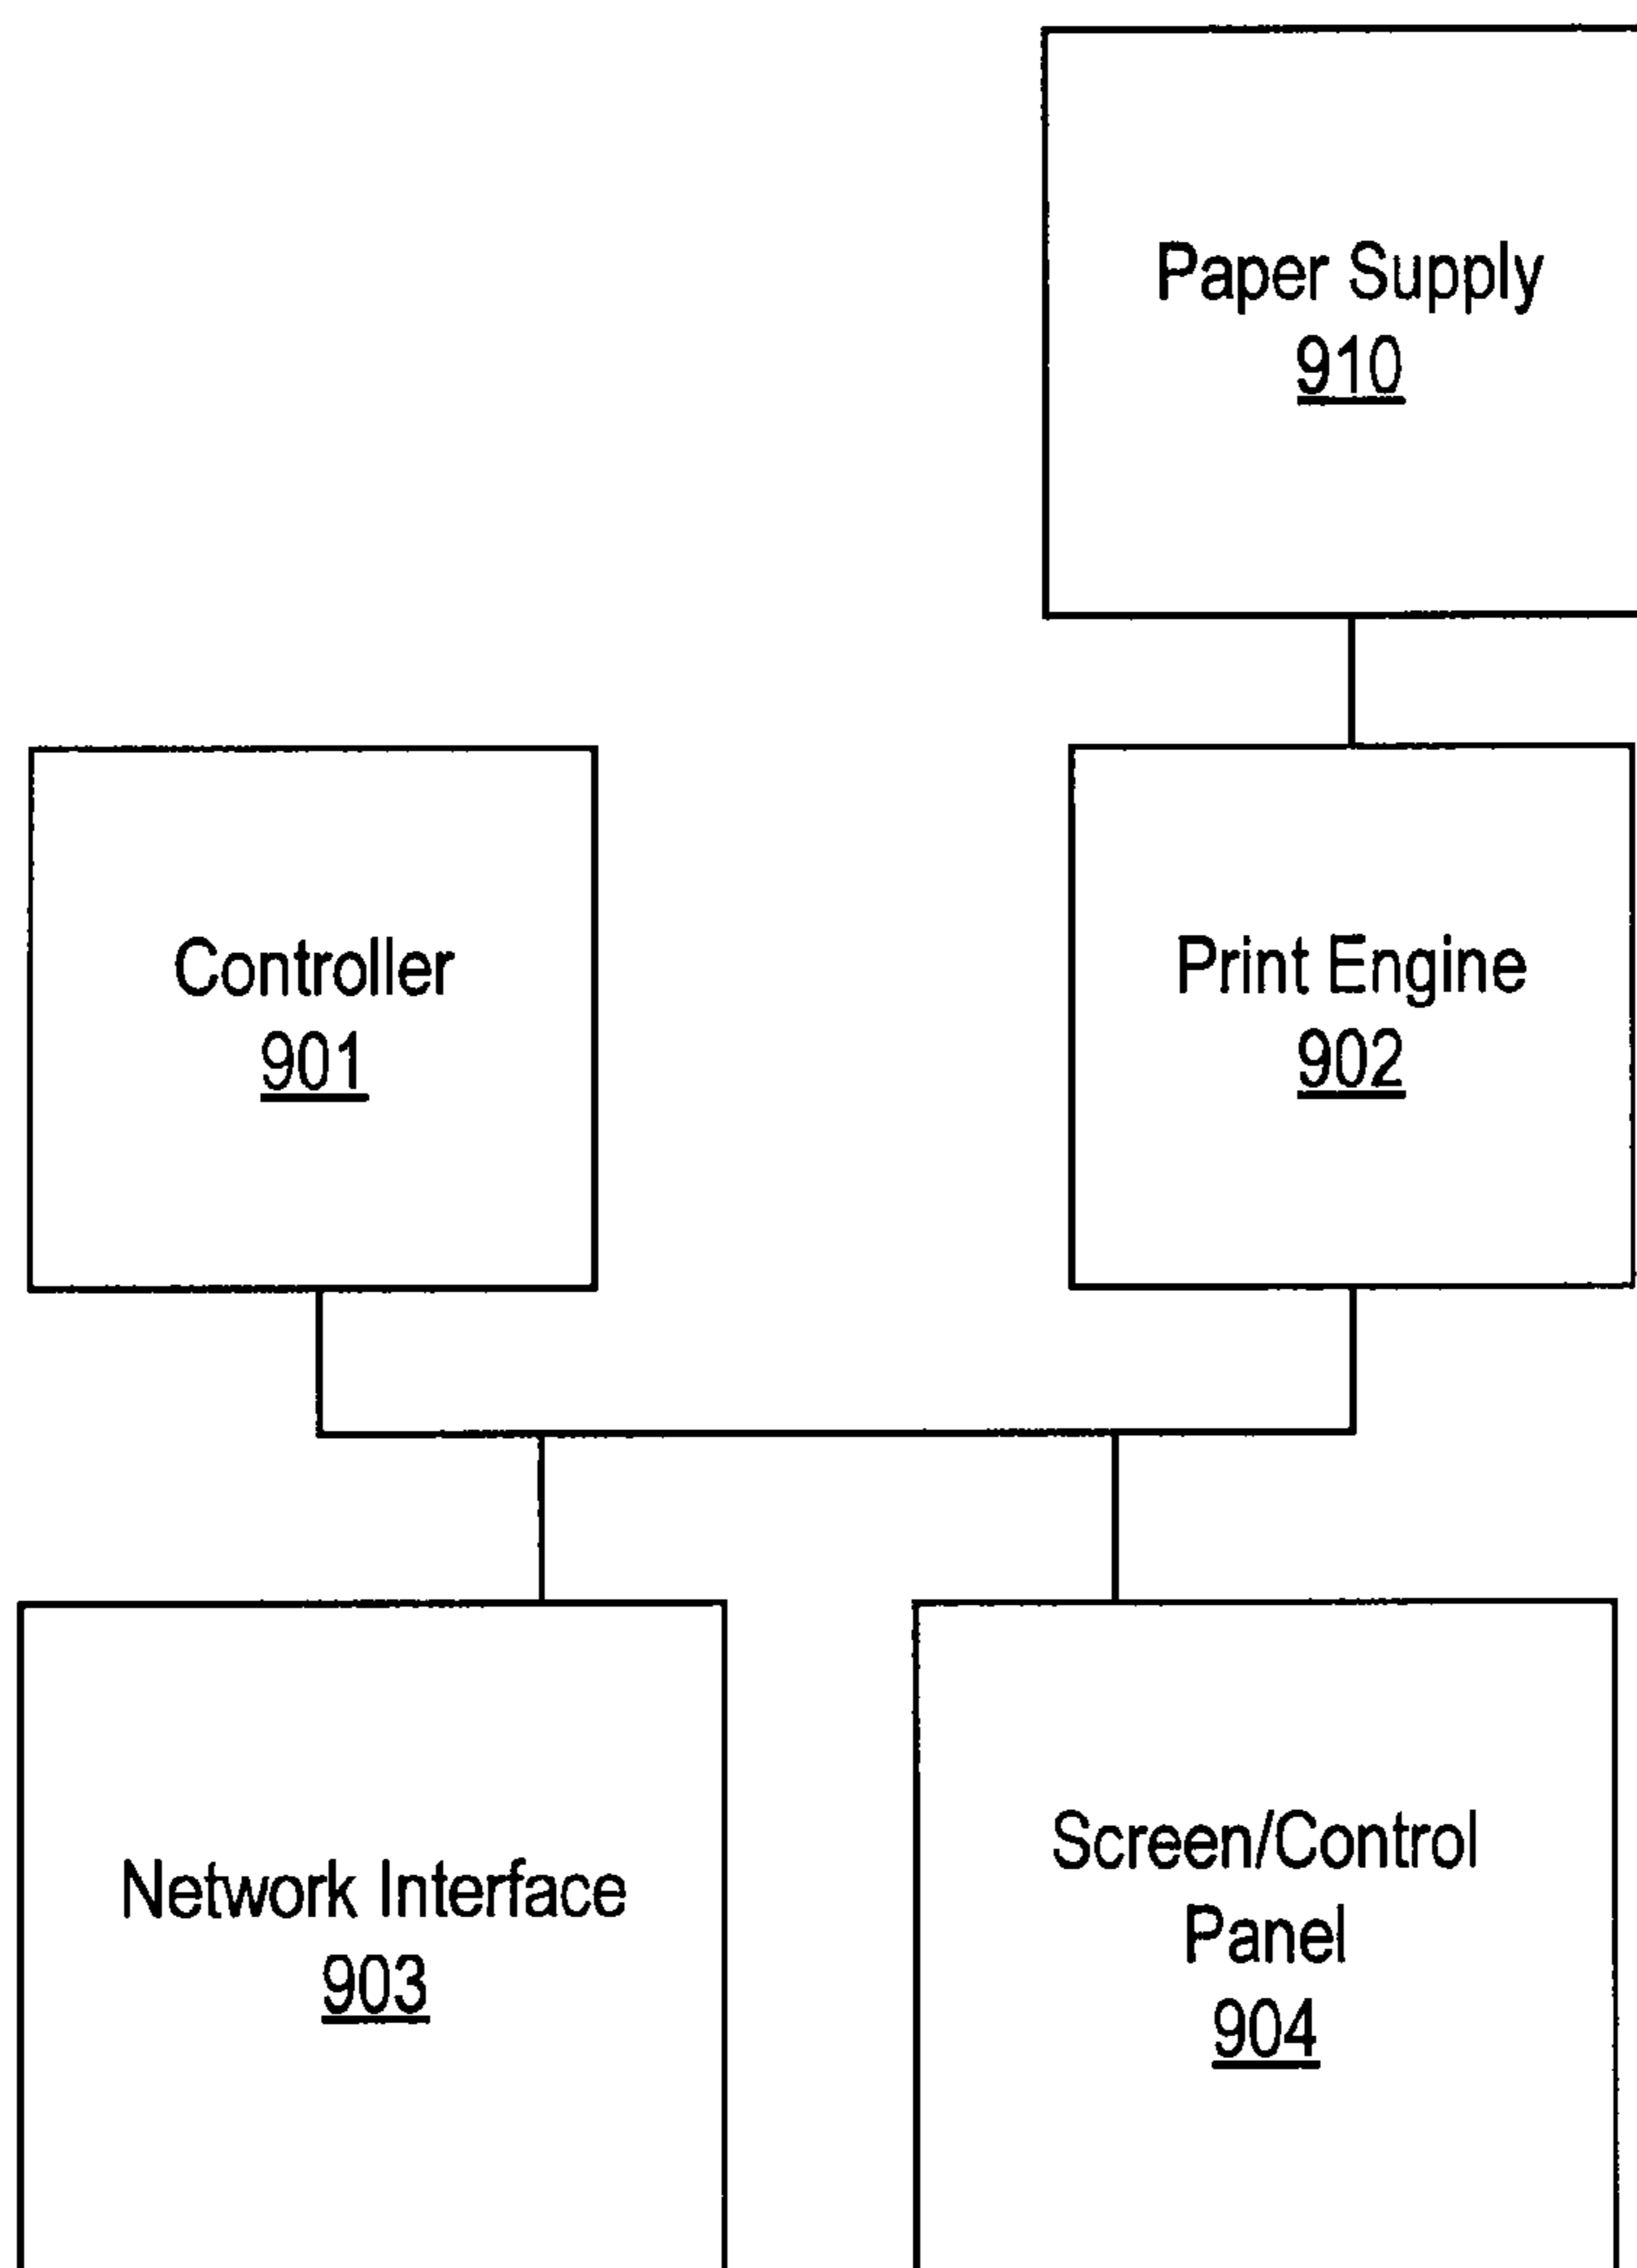 Paper Supply
910
Controller
901
Print Engine
902
Network Interface
903
Screen/Control
Panel
904